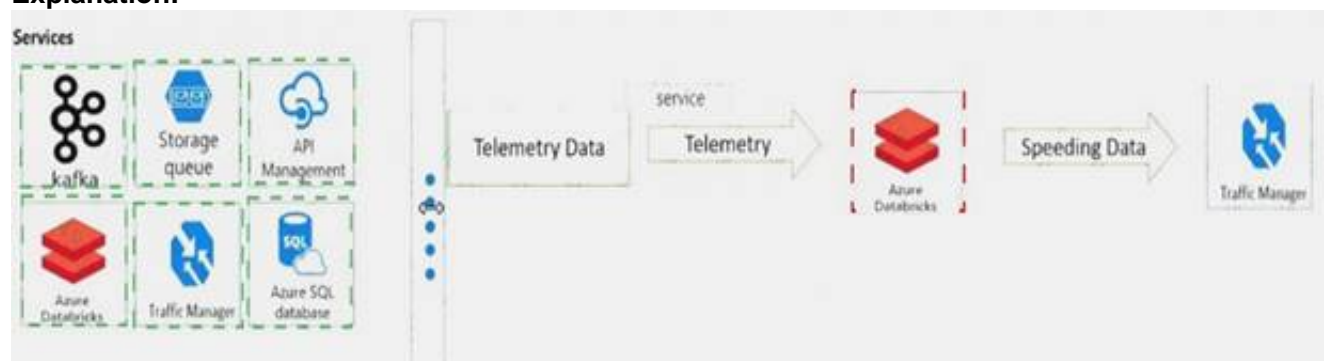 Explanation:
Services
kafka
Storage
queue
API
Management
Azure
Databricks
Traffic Manager
SQL
Azure SQL
database
Telemetry Data
service
Telemetry
Azure
Databricks
Speeding Data
Traffic Manager